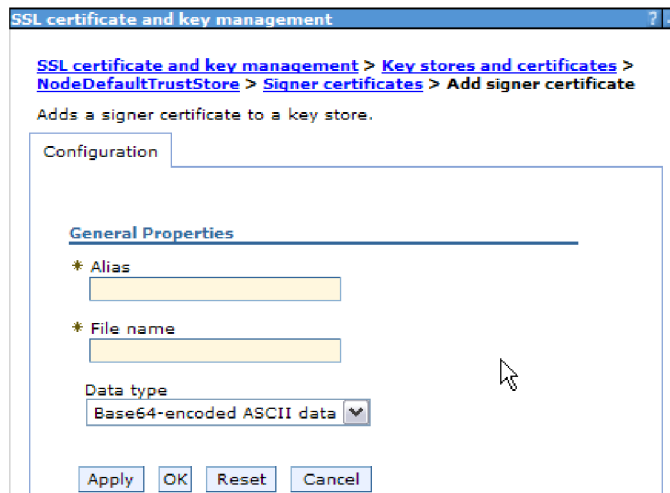 SSL certificate and key management ?
SSL certificate and key management > Key stores and certificates >
NodeDefaultTrustStore > Signer certificates > Add signer certificate
Adds a signer certificate to a key store.
Configuration
General Properties
* Alias
* File name
Data type
Base64-encoded ASCII data
Apply OK Reset Cancel